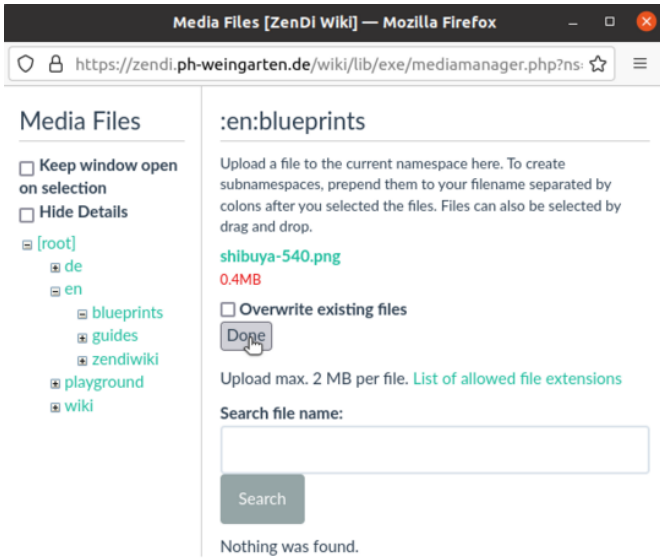 Media Files [ZenDi Wiki] — Mozilla Firefox
https://zendi.ph-weingarten.de/wiki/lib/exe/mediamanager.php?ns
Media Files
Keep window open
on selection
Hide Details
[root]
de
en
blueprints
guides
zendiwiki
playground
wiki
:en:blueprints
Upload a file to the current namespace here. To create
subnamespaces, prepend them to your filename separated by
colons after you selected the files. Files can also be selected by
drag and drop.
shibuya-540.png
0.4MB
Overwrite existing files
Done
Upload max. 2 MB per file. List of allowed file extensions
Search file name:
Search
Nothing was found.